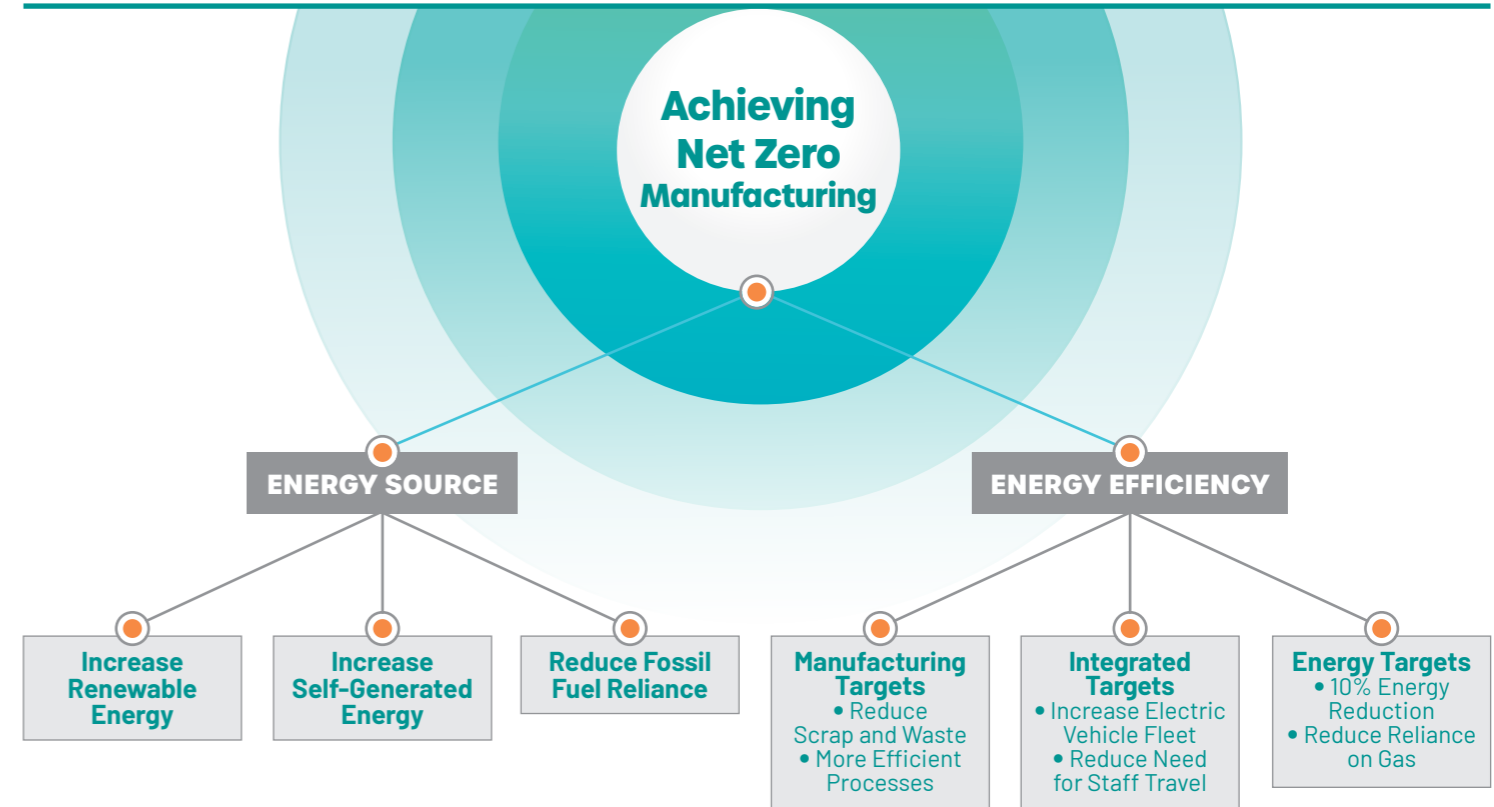 Achieving
Net Zero
Manufacturing
ENERGY SOURCE
ENERGY EFFICIENCY
Increase
Renewable
Energy
Increase
Self-Generated
Energy
Reduce Fossil
Fuel Reliance
Manufacturing
Targets
• Reduce
Scrap and Waste
• More Efficient
Processes
Integrated
Targets
• Increase Electric
Vehicle Fleet
• Reduce Need
for Staff Travel
Energy Targets
• 10% Energy
Reduction
• Reduce Reliance
on Gas